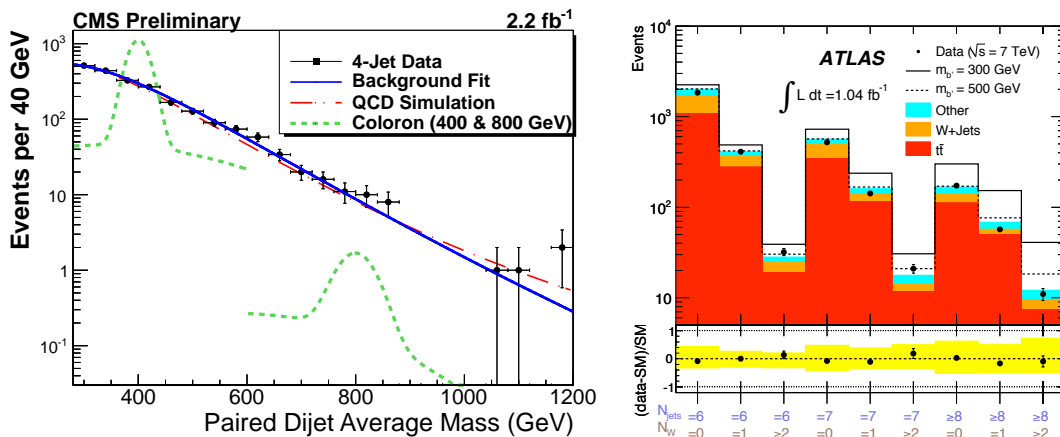 CMS Preliminary 2.2 fb⁻¹
Events per 40 GeV
10³
10²
10
1
10⁻¹
4-Jet Data
Background Fit
QCD Simulation
Coloron (400 & 800 GeV)
400 600 800 1000 1200
Paired Dijet Average Mass (GeV)
Events
10⁴
10³
10²
10
ATLAS
∫ L dt =1.04 fb⁻¹
Data (√s = 7 TeV)
m_b' = 300 GeV
m_b' = 500 GeV
Other
W+Jets
tt̄
(data-SM)/SM
1
0
-1
N_jets =6 =6 =6 =7 =7 =7 ≥8 ≥8 ≥8
N_W =0 =1 >2 =0 =1 >2 =0 =1 >2